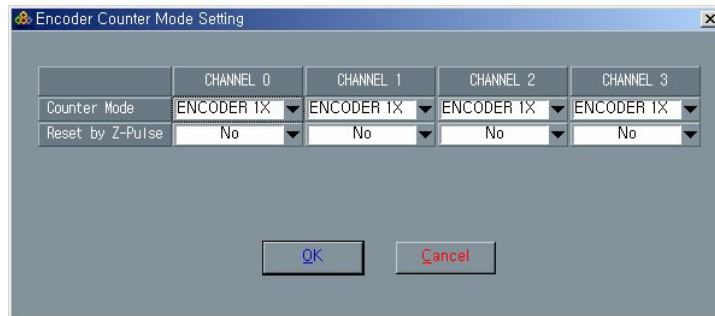 Encoder Counter Mode Setting
CHANNEL 0 CHANNEL 1 CHANNEL 2 CHANNEL 3
Counter Mode ENCODER 1X ENCODER 1X ENCODER 1X ENCODER 1X
Reset by Z-Pulse No No No No
OK Cancel